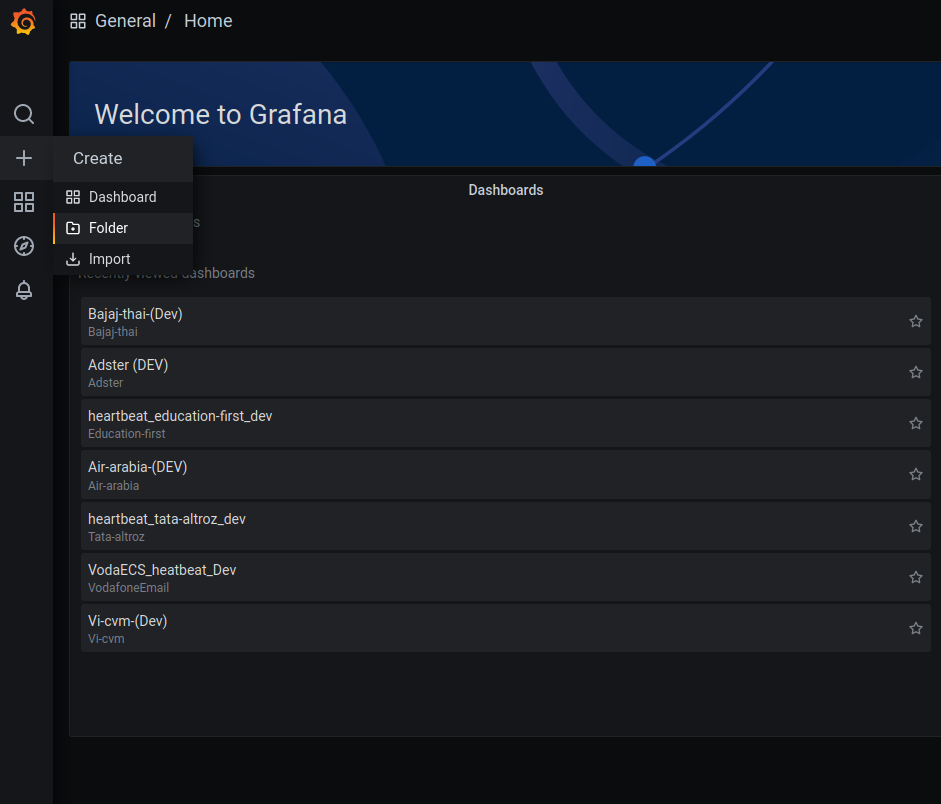 General / Home
Welcome to Grafana
Create
Dashboard
Folder
Import
Dashboards
s
Recently viewed dashboards
Bajaj-thai-(Dev)
Bajaj-thai
Adster (DEV)
Adster
heartbeat_education-first_dev
Education-first
Air-arabia-(DEV)
Air-arabia
heartbeat_tata-altroz_dev
Tata-altroz
VodaECS_heatbeat_Dev
VodafoneEmail
Vi-cvm-(Dev)
Vi-cvm